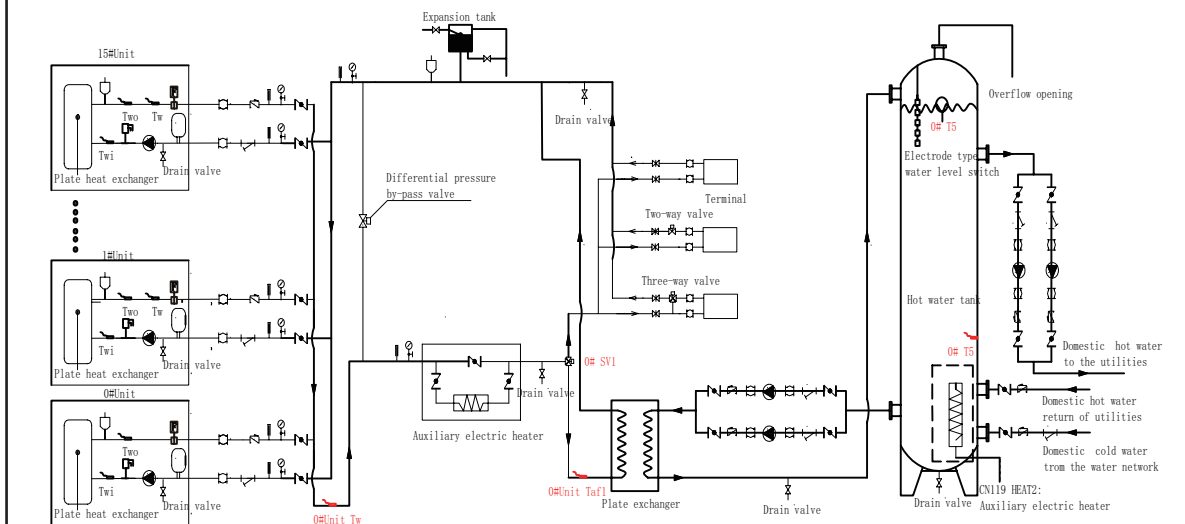 Expansion tank
15#Unit
Two
Tw
Twi
Drain valve
Plate heat exchanger
Differential pressure
by-pass valve
Drain valve
Terminal
Two-way valve
Three-way valve
Overflow opening
0# T5
Electrode type
water level switch
Hot water tank
0# T5
1#Unit
Two
Tw
Twi
Drain valve
Plate heat exchanger
0#Unit
Two
Twi
Drain valve
Plate heat exchanger
0#Unit Tw
Drain valve
Auxiliary electric heater
0# SV1
0#Unit Taf1
Plate exchanger
Drain valve
Domestic hot water
to the utilities
Domestic hot water
return of utilities
Domestic cold water
trom the water network
CN119 HEAT2:
Auxiliary electric heater
Drain valve